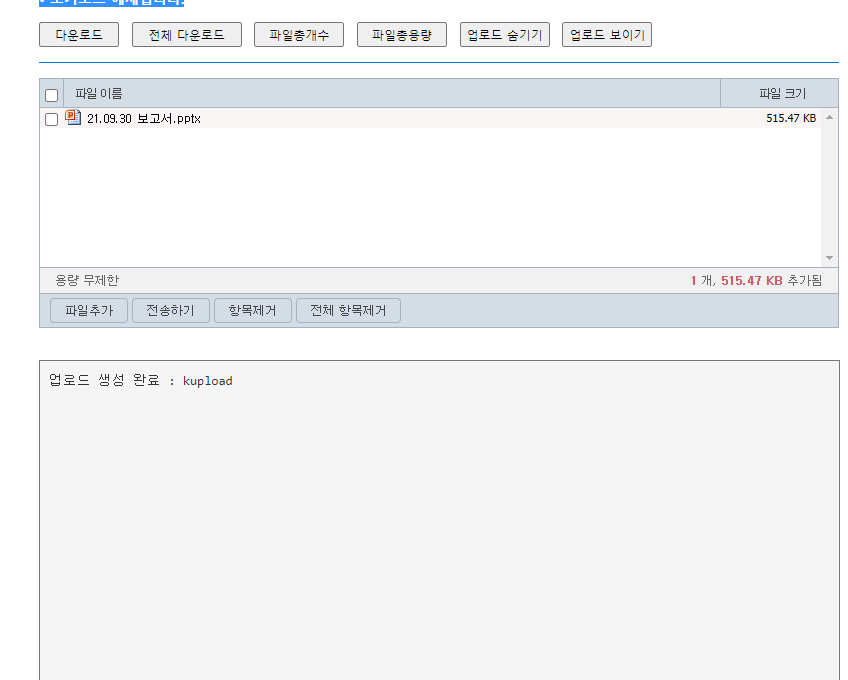 다운로드 전체 다운로드 파일총개수 파일총용량 업로드 숨기기 업로드 보이기
파일 이름 파일 크기
21.09.30 보고서.pptx 515.47 KB
용량 무제한 1 개, 515.47 KB 추가됨
파일추가 전송하기 항목제거 전체 항목제거
업로드 생성 완료 : kupload